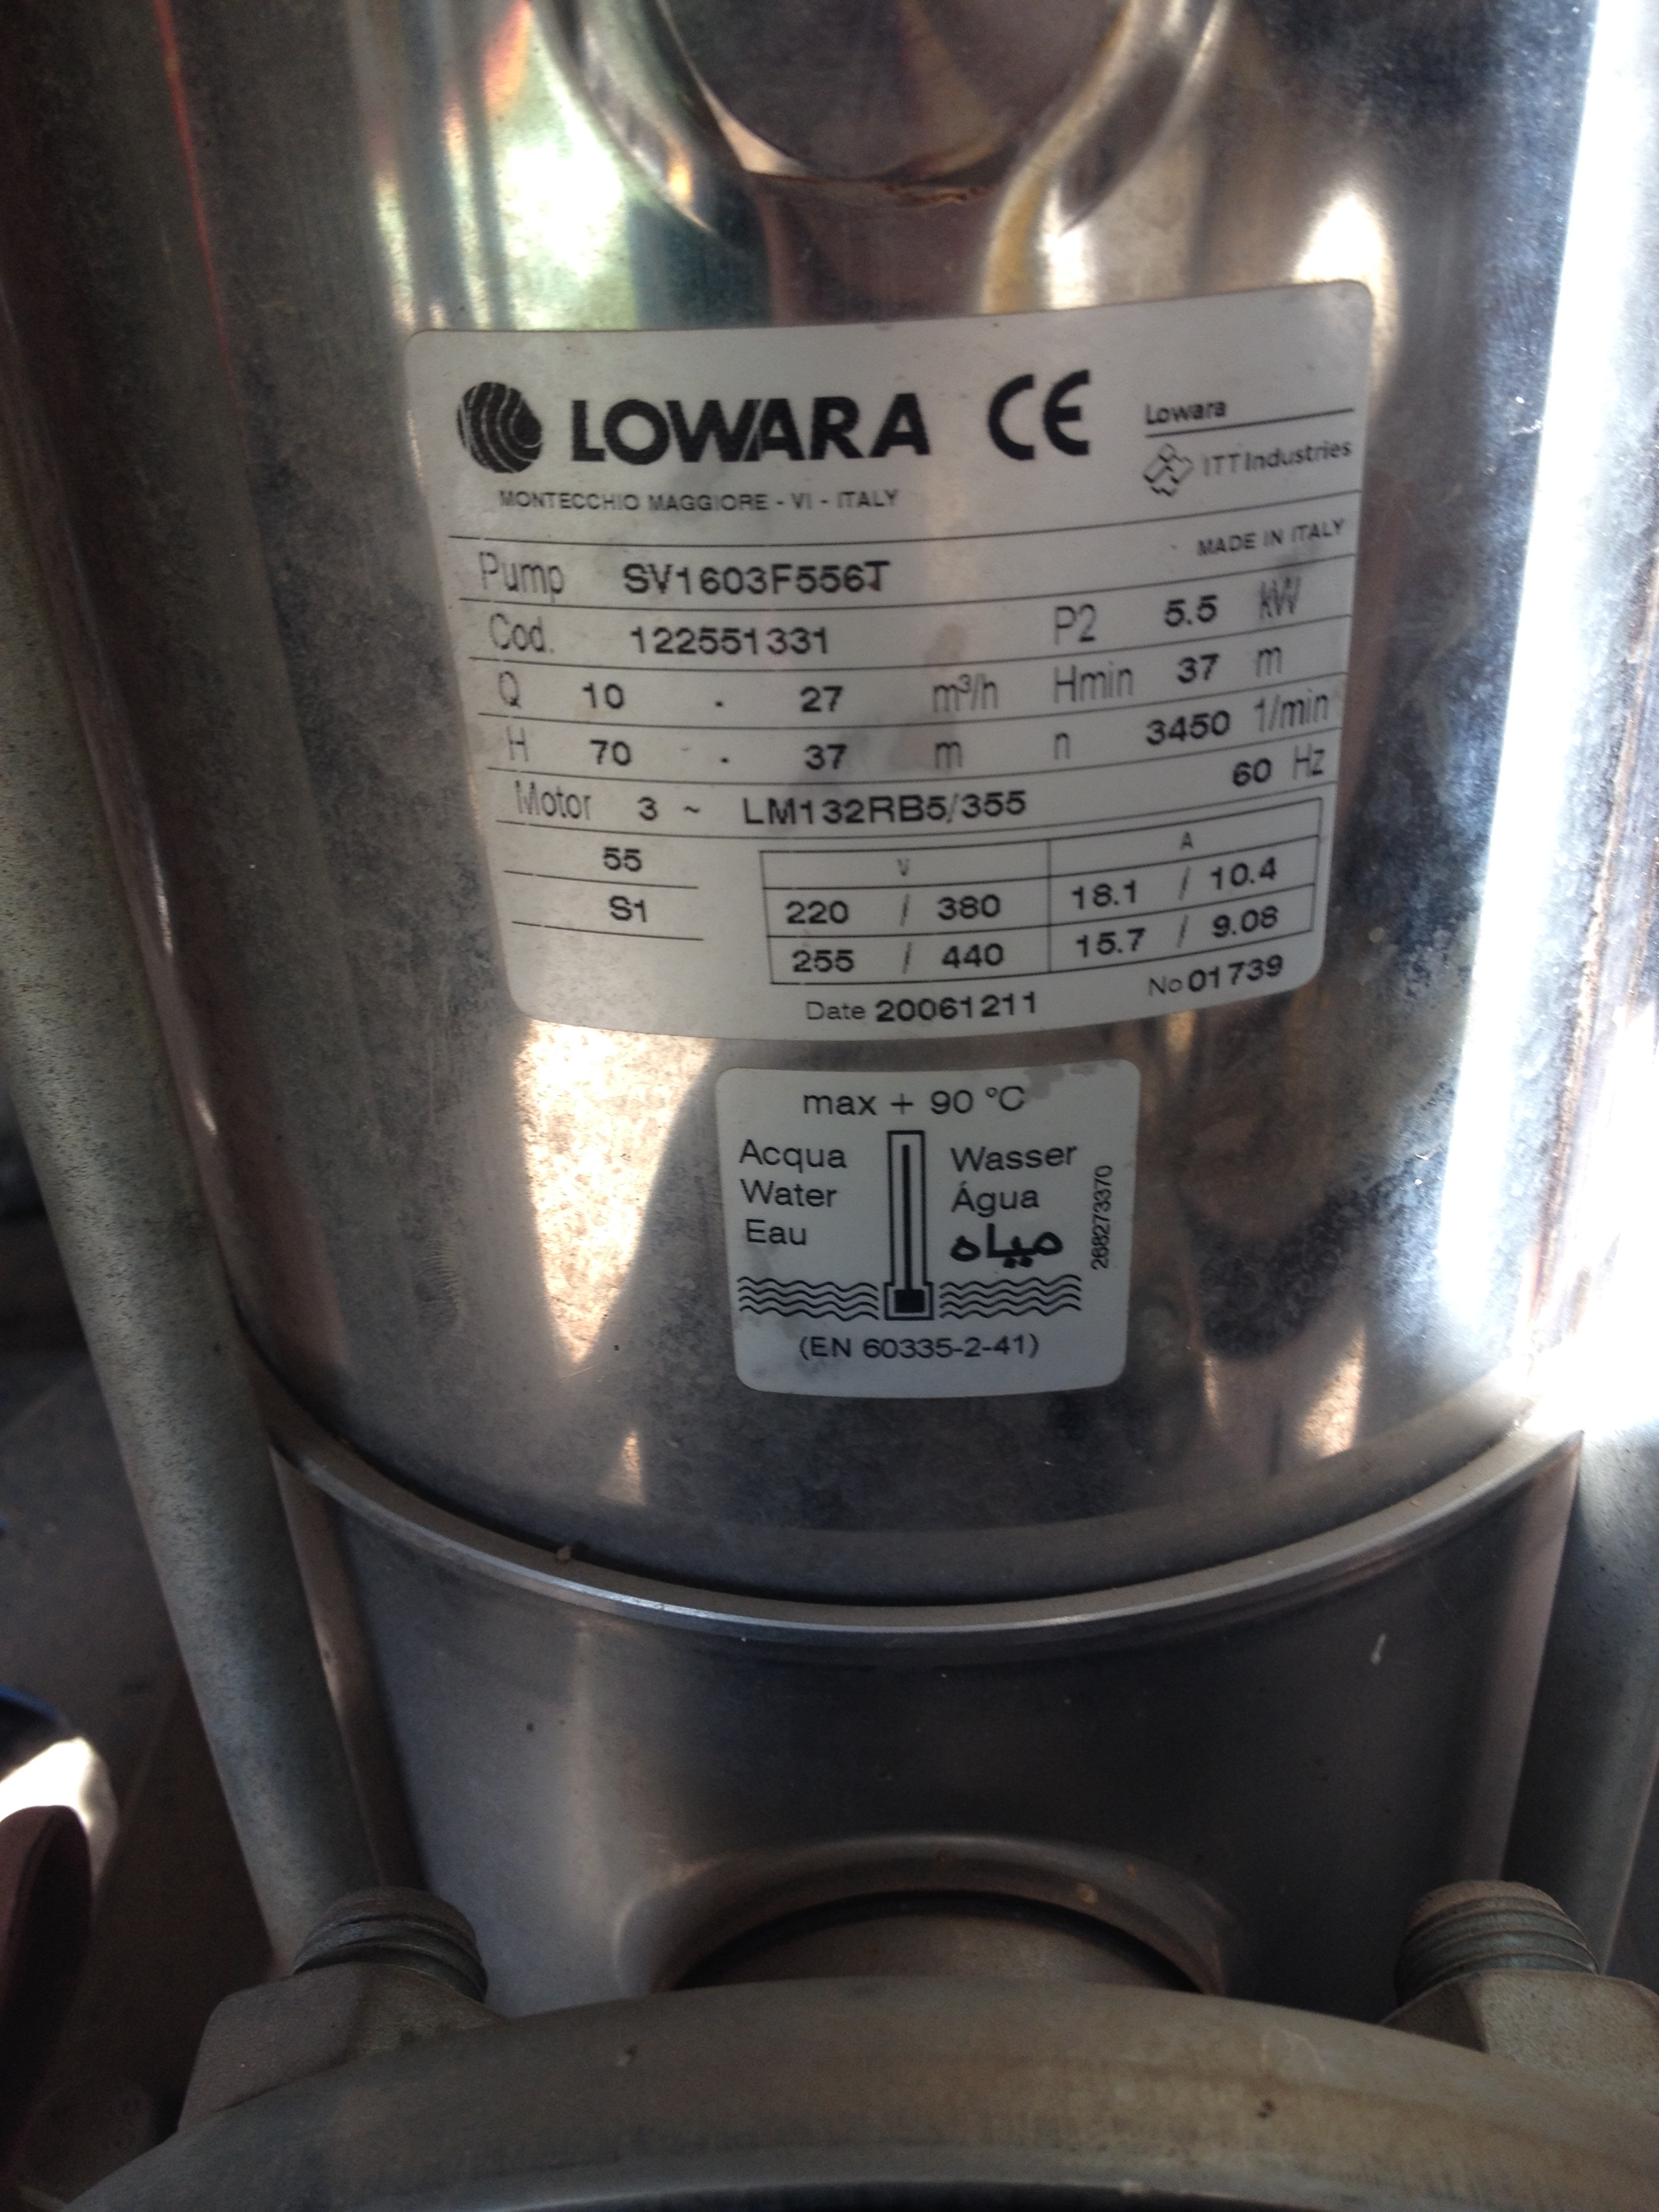 LOWARA CE
Lowara
ITT Industries
MONTECCHIO MAGGIORE - VI - ITALY
MADE IN ITALY
Pump SV1603F556T
Cod. 122551331 P2 5.5 kW
Q 10 - 27 m³/h Hmin 37 m
H 70 - 37 m n 3450 1/min
Motor 3 ~ LM132RB5/355 60 Hz
55 V A
S1 220 / 380 18.1 / 10.4
255 / 440 15.7 / 9.08
Date 20061211 No 01739
max + 90 °C
Acqua Wasser
Water Água
Eau مياه
268273370
(EN 60335-2-41)